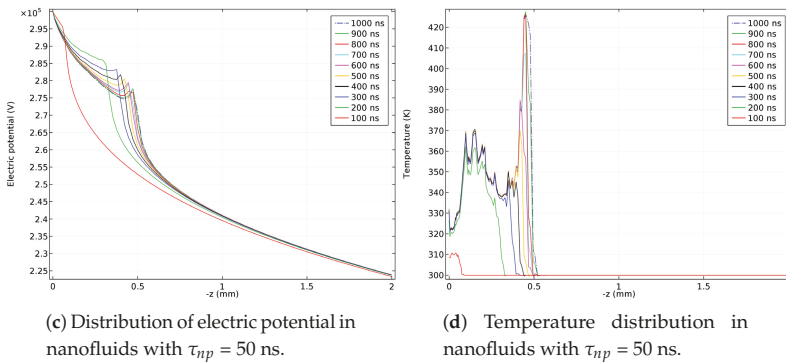 ×10⁵
2.95
2.9
2.85
2.8
2.75
2.7
2.65
2.6
2.55
2.5
2.45
2.4
2.35
2.3
2.25
Electric potential (V)
0 0.5 1 1.5 2
-z (mm)
1000 ns
900 ns
800 ns
700 ns
600 ns
500 ns
400 ns
300 ns
200 ns
100 ns
(c) Distribution of electric potential in
nanofluids with τnp = 50 ns.
420
410
400
390
380
370
360
350
340
330
320
310
300
Temperature (K)
0 0.5 1 1.5
-z (mm)
1000 ns
900 ns
800 ns
700 ns
600 ns
500 ns
400 ns
300 ns
200 ns
100 ns
(d) Temperature distribution in
nanofluids with τnp = 50 ns.